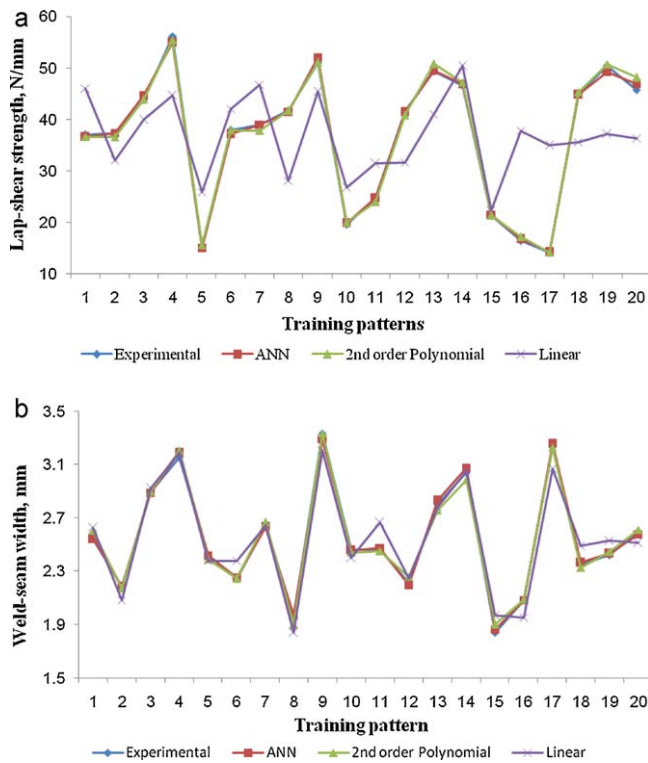 a
Lap-shear strength, N/mm
60
50
40
30
20
10
1 2 3 4 5 6 7 8 9 10 11 12 13 14 15 16 17 18 19 20
Training patterns
Experimental ANN 2nd order Polynomial Linear
b
Weld-seam width, mm
3.5
3.1
2.7
2.3
1.9
1.5
1 2 3 4 5 6 7 8 9 10 11 12 13 14 15 16 17 18 19 20
Training pattern
Experimental ANN 2nd order Polynomial Linear